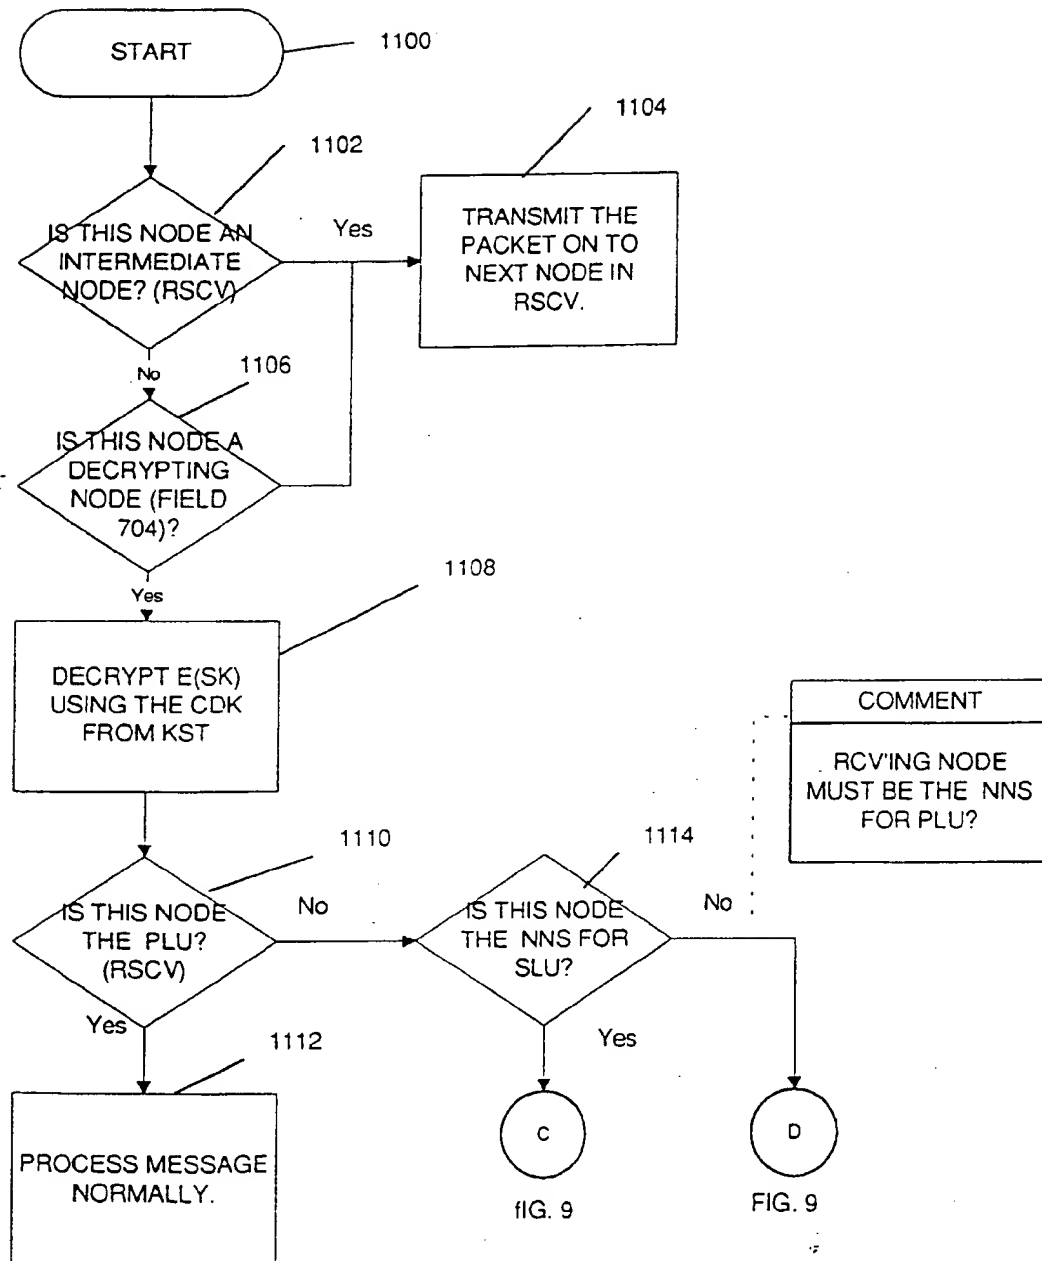 START
1100
1102
1104
IS THIS NODE AN
INTERMEDIATE
NODE? (RSCV)
Yes
TRANSMIT THE
PACKET ON TO
NEXT NODE IN
RSCV.
No
1106
IS THIS NODE A
DECRYPTING
NODE (FIELD
704)?
Yes
1108
DECRYPT E(SK)
USING THE CDK
FROM KST
COMMENT
RCV'ING NODE
MUST BE THE NNS
FOR PLU?
1110
IS THIS NODE
THE PLU?
(RSCV)
No
1114
IS THIS NODE
THE NNS FOR
SLU?
No
Yes
Yes
1112
PROCESS MESSAGE
NORMALLY.
C
fIG. 9
D
FIG. 9